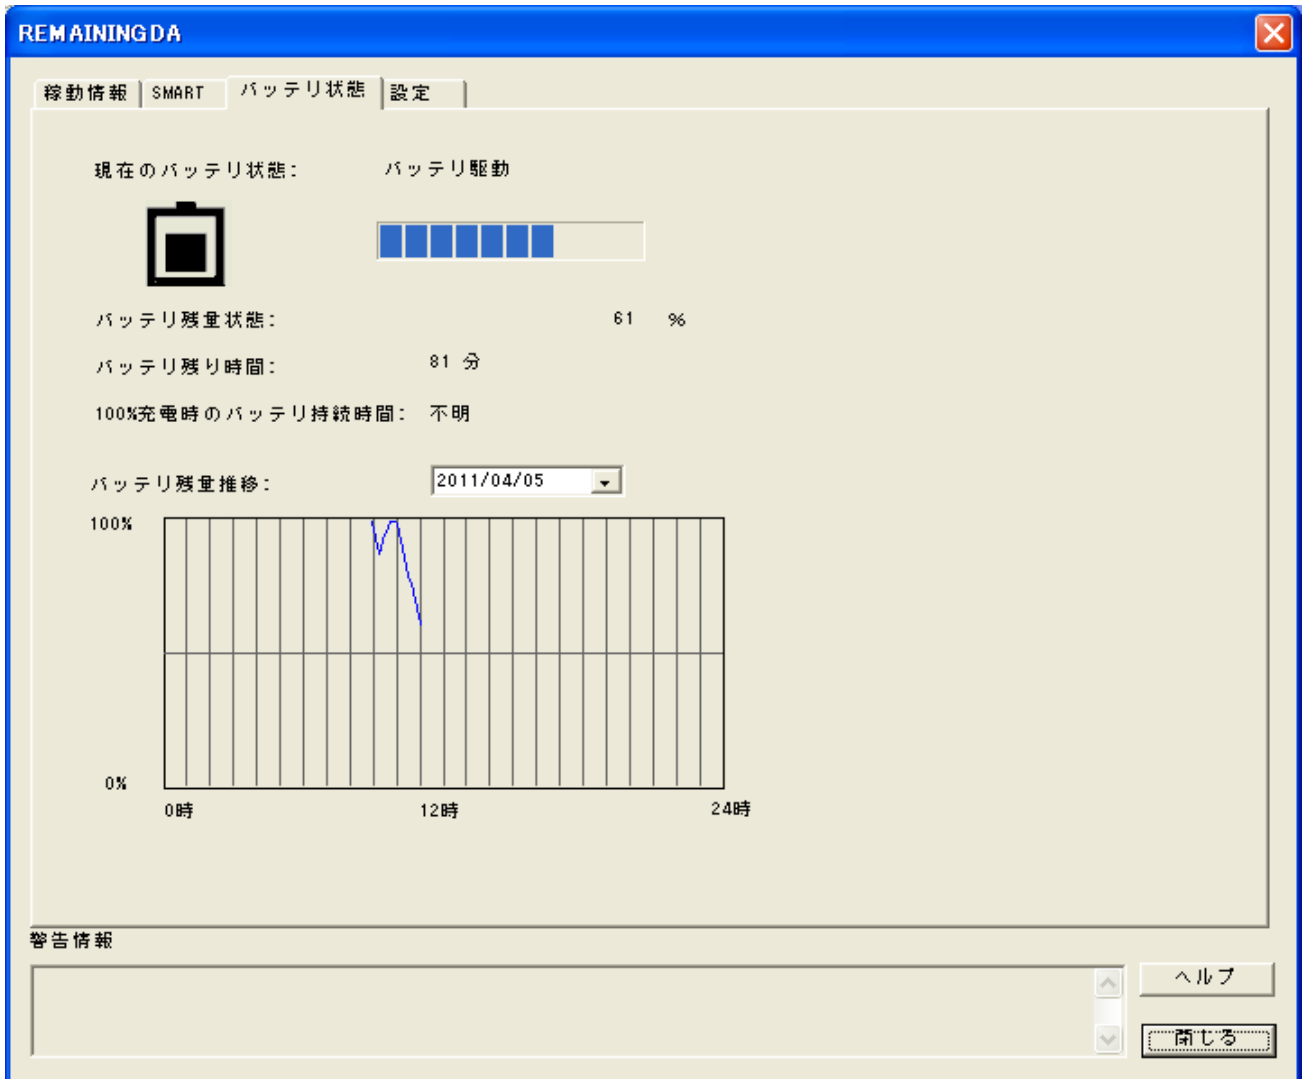 REMAININGDA
稼動情報 SMART バッテリ状態 設定
現在のバッテリ状態: バッテリ駆動
バッテリ残量状態: 61 %
バッテリ残り時間: 81 分
100%充電時のバッテリ持続時間: 不明
バッテリ残量推移: 2011/04/05
100%
0%
0時 12時 24時
警告情報
ヘルプ
閉じる